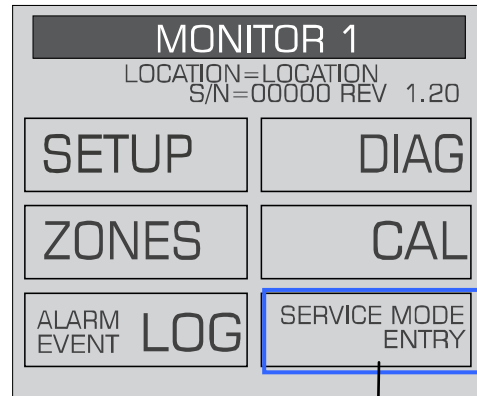 MONITOR 1
LOCATION=LOCATION
S/N=00000 REV 1.20
SETUP
DIAG
ZONES
CAL
ALARM
EVENT LOG
SERVICE MODE
ENTRY